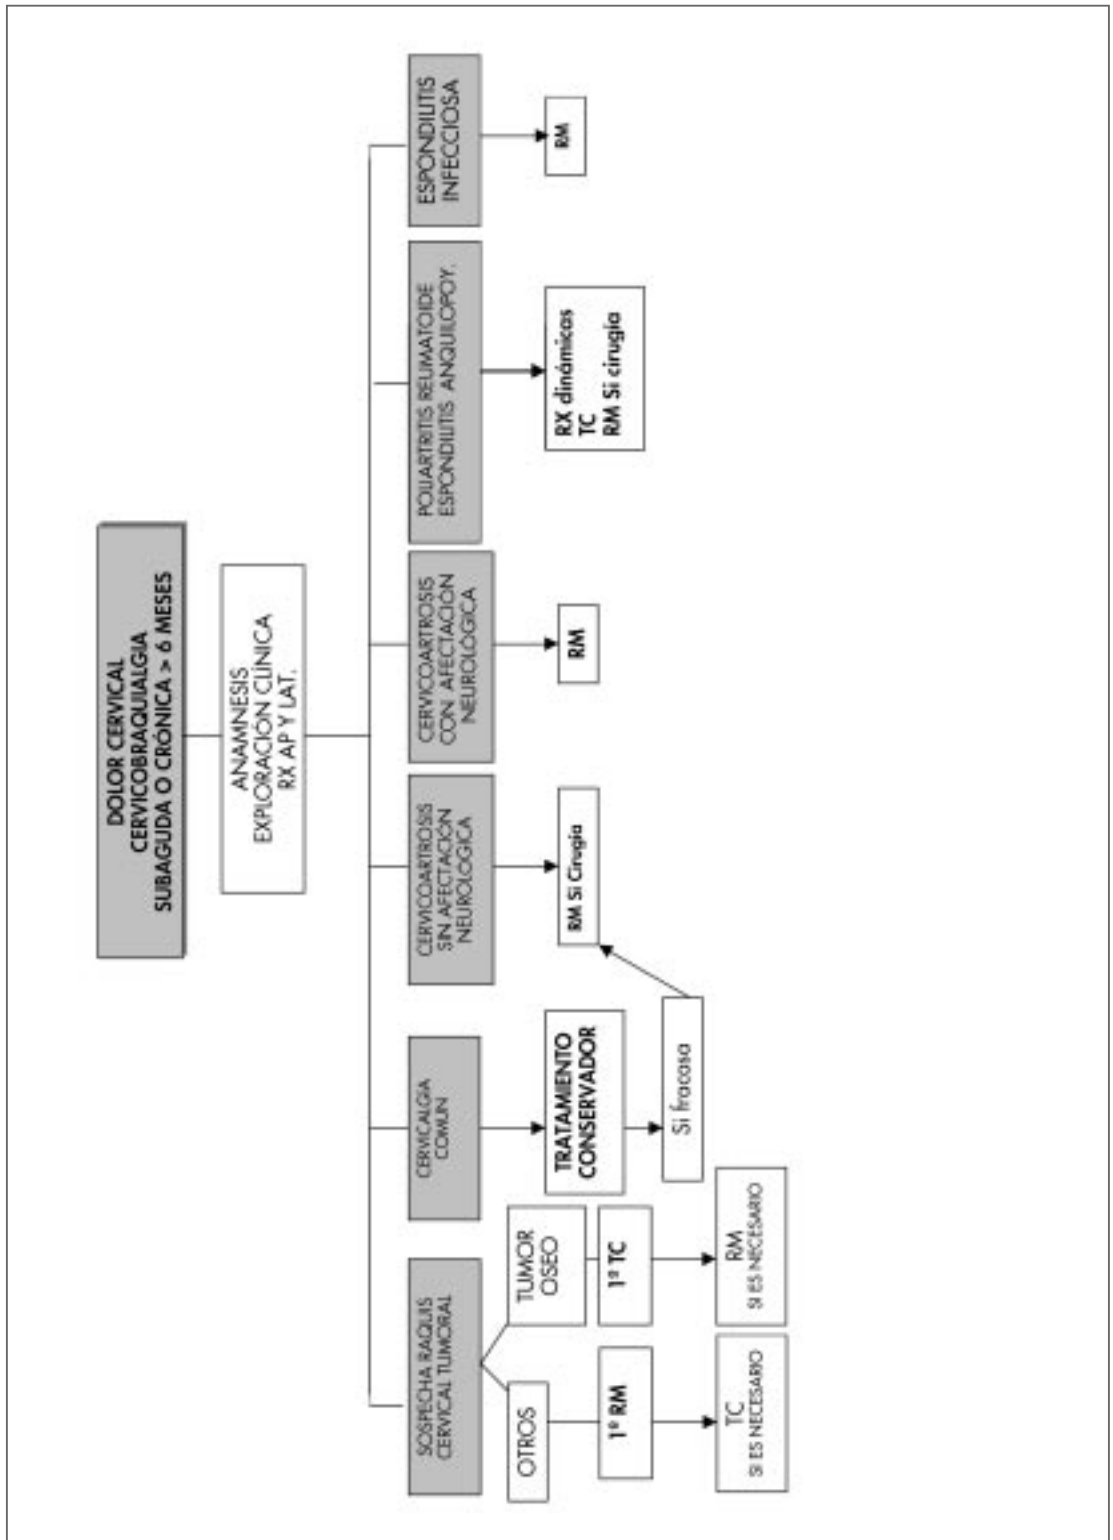 DOLOR CERVICAL
CERVICOBRAQUIALGIA
SUBAGUDA O CRÓNICA > 6 MESES
ANAMNESIS
EXPLORACIÓN CLÍNICA
RX AP Y LAT.
SOSPECHA RAQUIS
CERVICAL TUMORAL
OTROS
1º RM
TC
SI ES NECESARIO
TUMOR
OSEO
1º TC
RM
SI ES NECESARIO
CERVICALGIA
COMUN
TRATAMIENTO
CONSERVADOR
Si fracasa
CERVICOARTROSIS
SIN AFECTACIÓN
NEUROLÓGICA
RM Si Cirugía
CERVICOARTROSIS
CON AFECTACIÓN
NEUROLÓGICA
RM
POLIARTRITIS REUMATOIDE
ESPONDILITIS ANQUILOPOY.
RX dinámicas
TC
RM Si cirugía
ESPONDILITIS
INFECCIOSA
RM